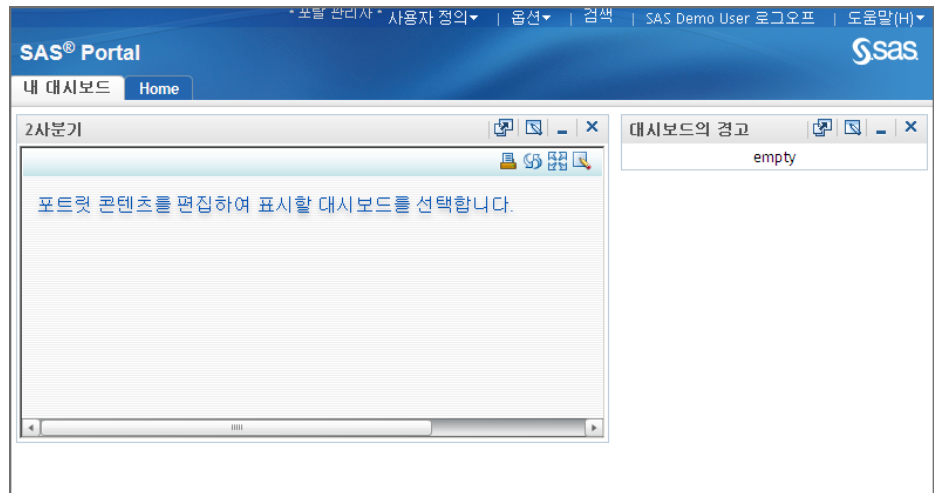 * 포탈 관리자 * 사용자 정의 | 옵션 | 검색 | SAS Demo User 로그오프 | 도움말(H)
SAS® Portal
sas
내 대시보드 Home
2사분기
대시보드의 경고
empty
포트릿 콘텐츠를 편집하여 표시할 대시보드를 선택합니다.